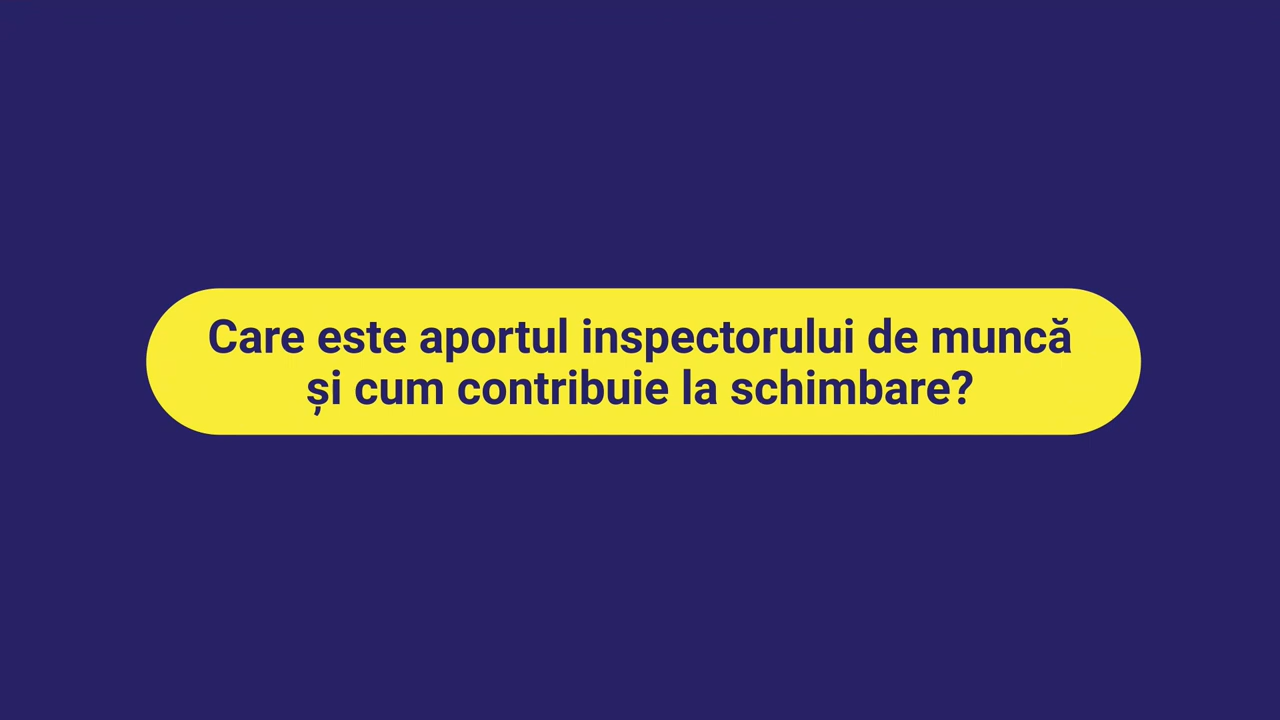 Care este aportul inspectorului de muncă
și cum contribuie la schimbare?